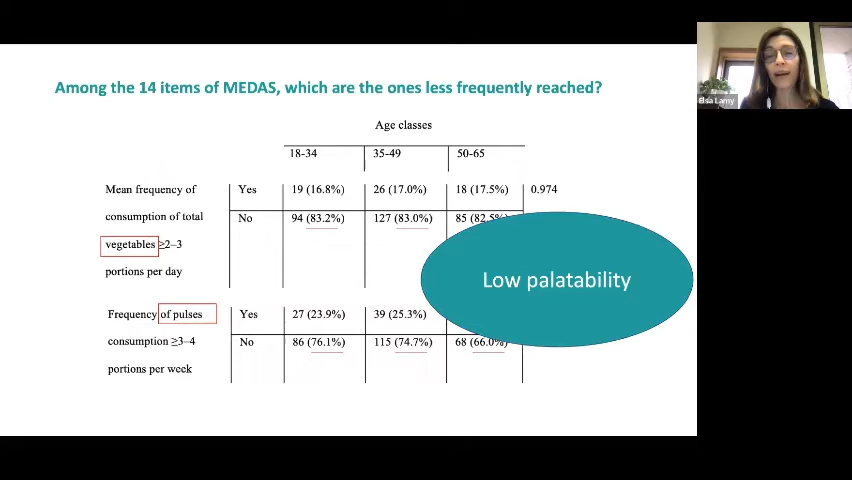 Among the 14 items of MEDAS, which are the ones less frequently reached?
Age classes
18-34 35-49 50-65
Mean frequency of Yes 19 (16.8%) 26 (17.0%) 18 (17.5%) 0.974
consumption of total No 94 (83.2%) 127 (83.0%) 85 (82.5%)
vegetables ≥2–3
portions per day
Low palatability
Frequency of pulses Yes 27 (23.9%) 39 (25.3%)
consumption ≥3–4 No 86 (76.1%) 115 (74.7%) 68 (66.0%)
portions per week
Elsa Lamy